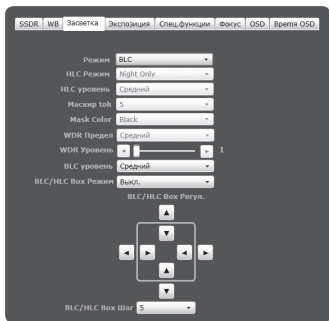 SSDR WB Засветка Экспозиция Спец.функции Фокус OSD Время OSD
Режим BLC
HLC Режим Night Only
HLC уровень Средний
Маскир toh 5
Mask Color Black
WDR Предел Средний
WDR Уровень 1
BLC уровень Средний
BLC/HLC Box Режим Выкл.
BLC/HLC Box Регул.
BLC/HLC Box Шаг 5